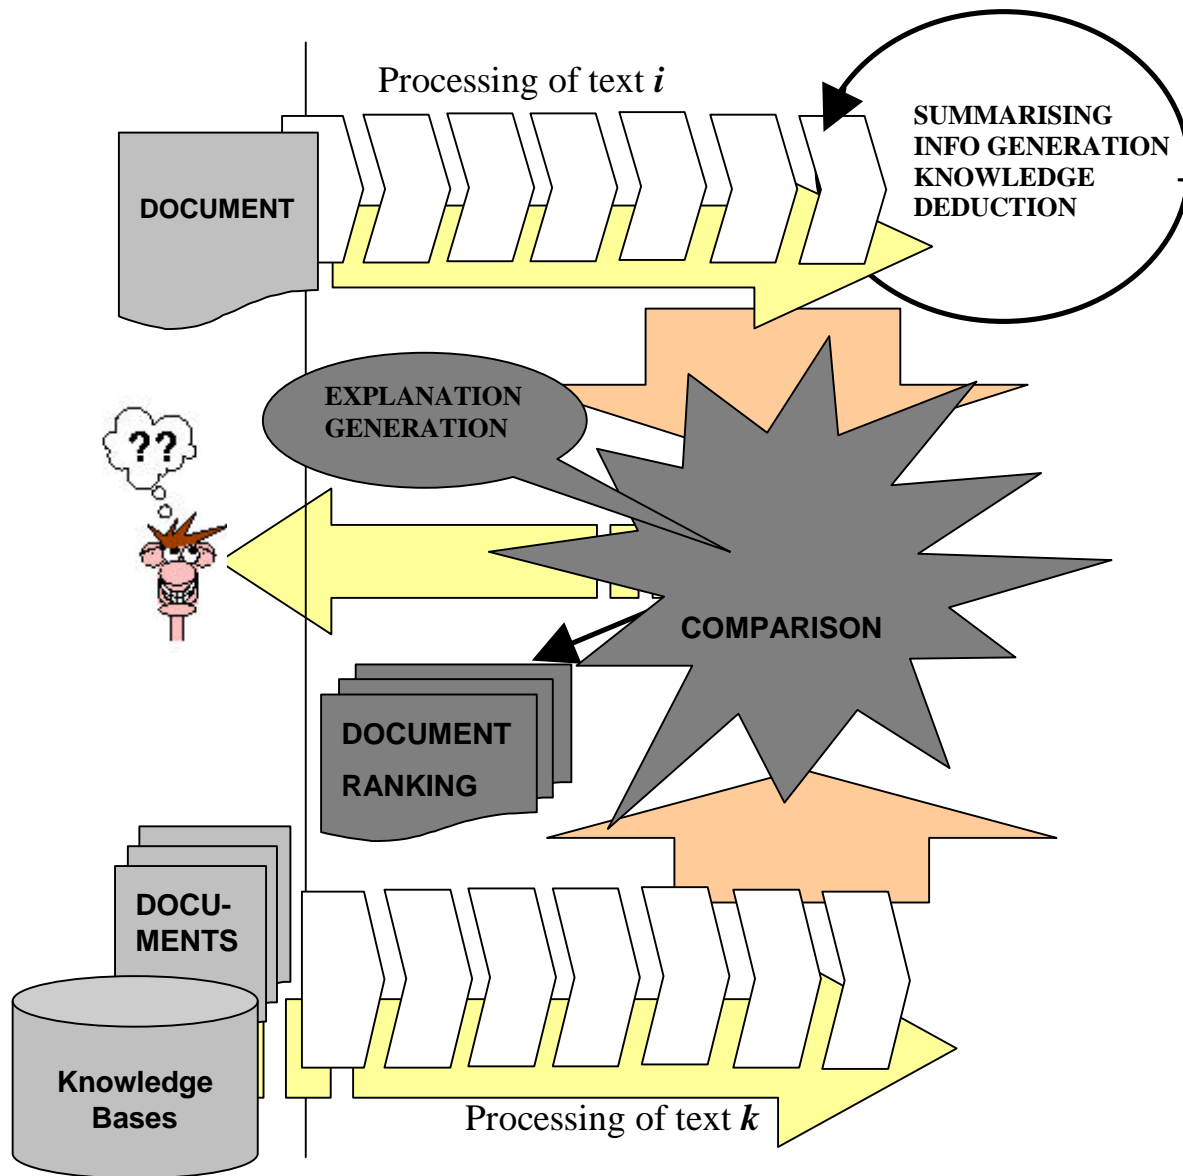 Processing of text i
SUMMARISING
INFO GENERATION
KNOWLEDGE
DEDUCTION
DOCUMENT
EXPLANATION
GENERATION
??
COMPARISON
DOCUMENT
RANKING
DOCU-
MENTS
Knowledge
Bases
Processing of text k